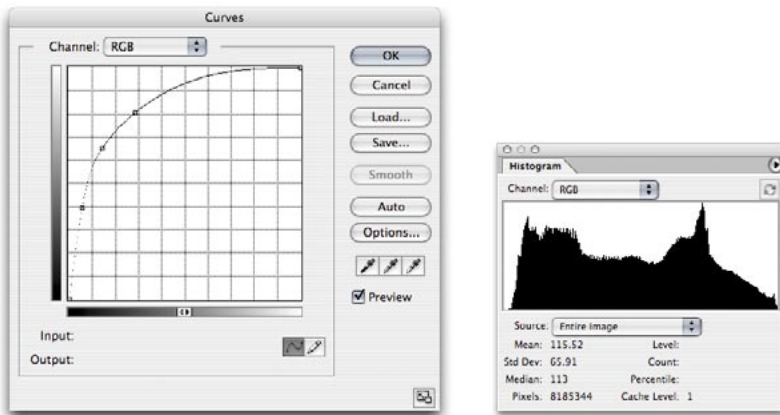 Curves
Channel: RGB
OK
Cancel
Load...
Save...
Smooth
Auto
Options...
Preview
Input:
Output:
Histogram
Channel: RGB
Source: Entire Image
Mean: 115.52 Level:
Std Dev: 65.91 Count:
Median: 113 Percentile:
Pixels: 8185344 Cache Level: 1